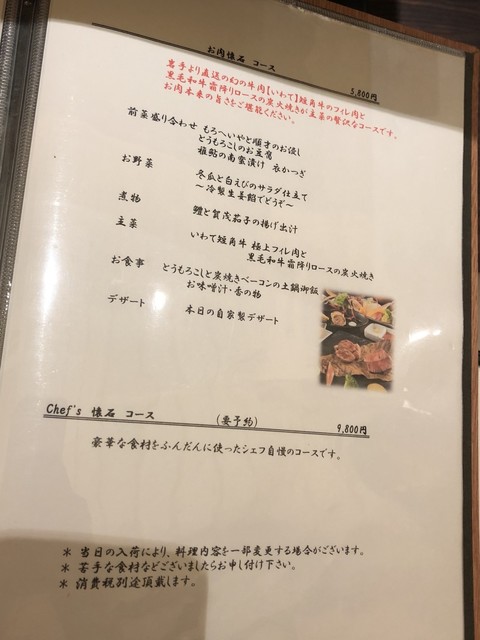 お肉懐石 コース
5,800円
岩手より直送の幻の牛肉【いわて】短角牛のフィレ肉と
黒毛和牛霜降りロースの炭火焼きが主菜の贅沢なコースです。
お肉本来の旨さをご堪能ください。
前菜盛り合わせ もろへいやと順才のお浸し
とうもろこしのお豆腐
稚鮎の南蛮漬け 衣かつぎ
お野菜
冬瓜と白えびのサラダ仕立て
～冷製生姜餡でどうぞ～
煮物
鱧と賀茂茄子の揚げ出汁
主菜
いわて短角牛 極上フィレ肉と
黒毛和牛霜降りロースの炭火焼き
お食事 とうもろこしと炭焼きベーコンの土鍋御飯
お味噌汁・香の物
デザート 本日の自家製デザート
Chef's 懐石 コース (要予約) 9,800円
豪華な食材をふんだんに使ったシェフ自慢のコースです。
＊ 当日の入荷により、料理内容を一部変更する場合がございます。
＊ 苦手な食材などございましたらお申し付け下さい。
＊ 消費税別途頂戴します。